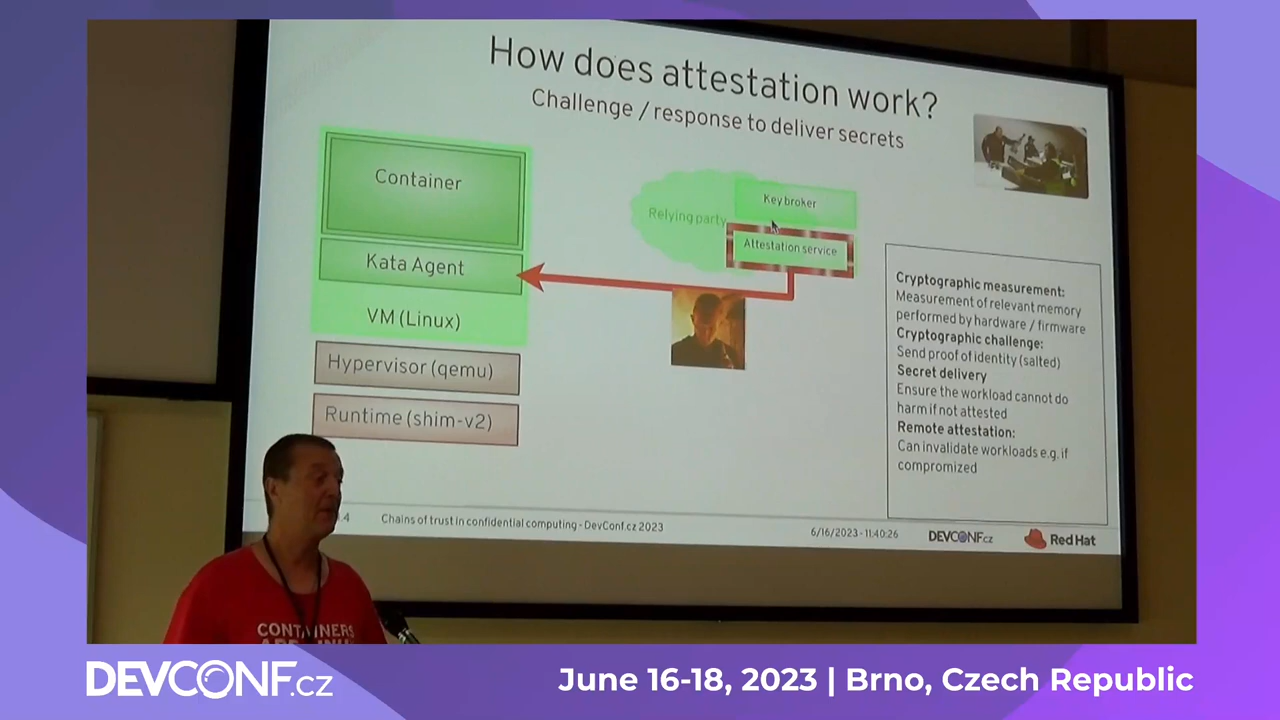 How does attestation work?
Challenge / response to deliver secrets
Container
Kata Agent
VM (Linux)
Hypervisor (qemu)
Runtime (shim-v2)
Relying party
Key broker
Attestation service
Cryptographic measurement:
Measurement of relevant memory
performed by hardware / firmware
Cryptographic challenge:
Send proof of identity (salted)
Secret delivery
Ensure the workload cannot do
harm if not attested
Remote attestation:
Can invalidate workloads e.g. if
compromized
.4
Chains of trust in confidential computing - DevConf.cz 2023
6/16/2023 - 11:40:26
DEVCONF.cz
Red Hat
CONTAINERS
DEVCONF.cz
June 16-18, 2023 | Brno, Czech Republic